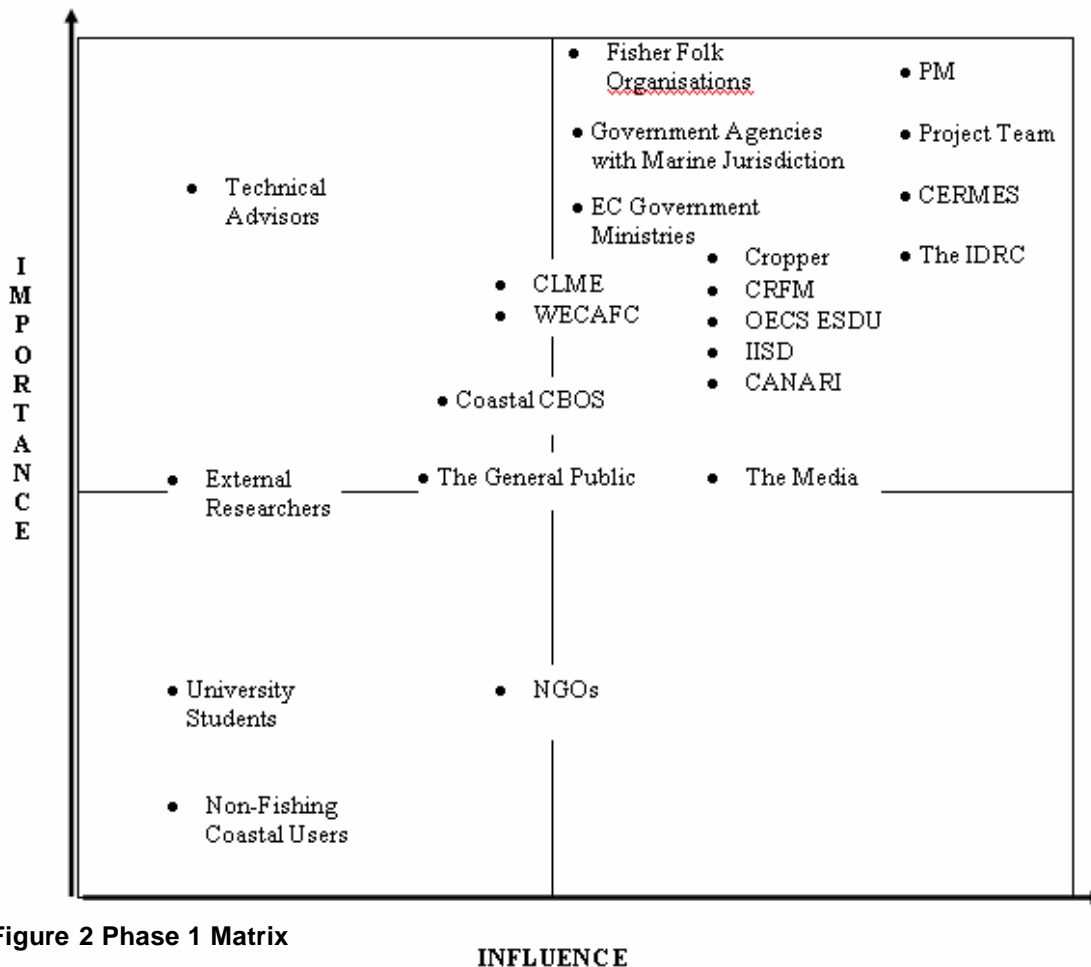 Fisher Folk
Organisations
PM
Government Agencies
with Marine Jurisdiction
Project Team
Technical
Advisors
EC Government
Ministries
CERMES
The IDRC
Cropper
CRFM
OECS ESDU
IISD
CANARI
CLME
WECAFC
Coastal CBOS
External
Researchers
The General Public
The Media
University
Students
NGOs
Non-Fishing
Coastal Users
I
M
P
O
R
T
A
N
C
E
Figure 2 Phase 1 Matrix
INFLUENCE